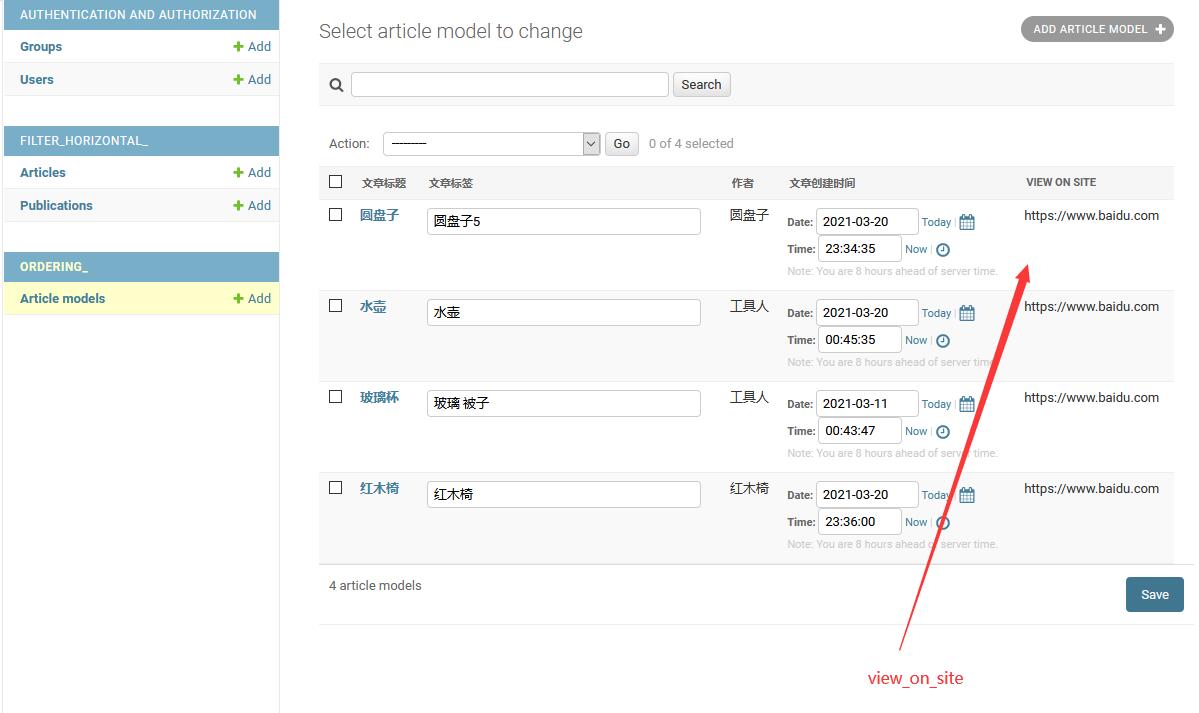 AUTHENTICATION AND AUTHORIZATION
Groups + Add
Users + Add
FILTER_HORIZONTAL_
Articles + Add
Publications + Add
ORDERING_
Article models + Add
Select article model to change
ADD ARTICLE MODEL +
Search
Action: --------- Go 0 of 4 selected
文章标题 文章标签 作者 文章创建时间 VIEW ON SITE
圆盘子 圆盘子5 圆盘子 Date: 2021-03-20 Today | https://www.baidu.com
Time: 23:34:35 Now |
Note: You are 8 hours ahead of server time.
水壶 水壶 工具人 Date: 2021-03-20 Today | https://www.baidu.com
Time: 00:45:35 Now |
Note: You are 8 hours ahead of server time.
玻璃杯 玻璃 被子 工具人 Date: 2021-03-11 Today | https://www.baidu.com
Time: 00:43:47 Now |
Note: You are 8 hours ahead of server time.
红木椅 红木椅 红木椅 Date: 2021-03-20 Today | https://www.baidu.com
Time: 23:36:00 Now |
Note: You are 8 hours ahead of server time.
4 article models
Save
view_on_site